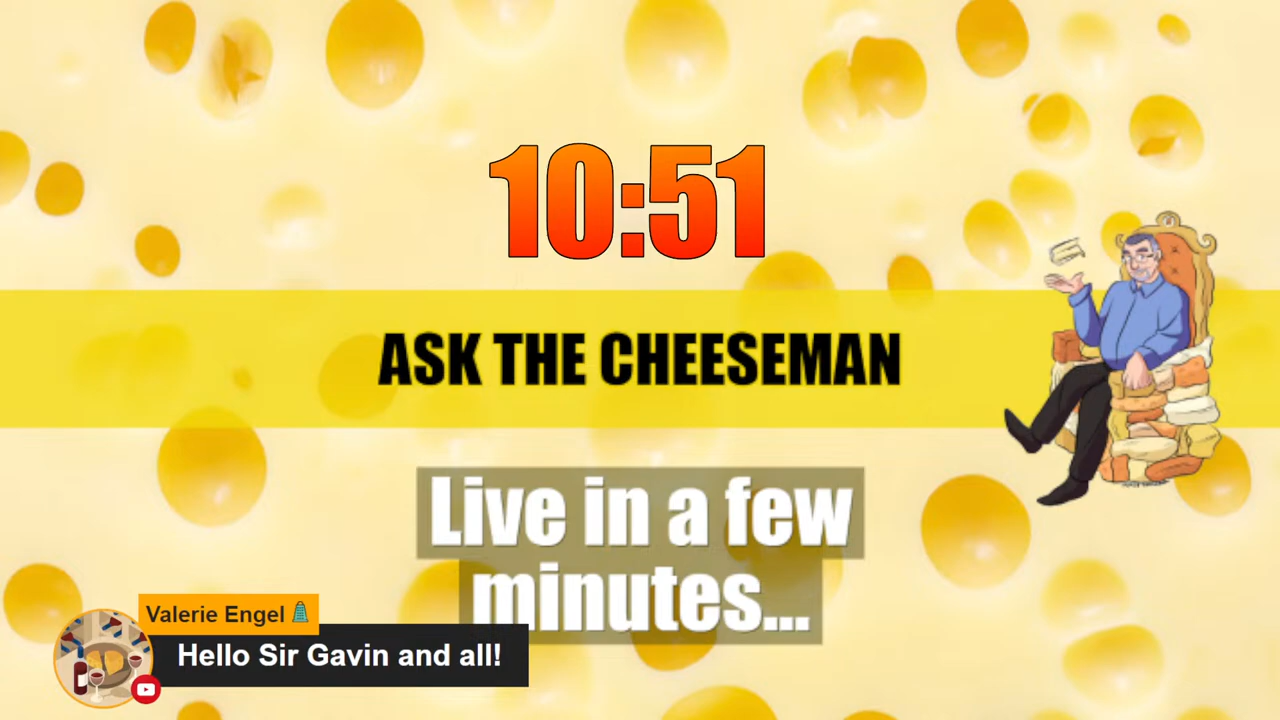 10:51
ASK THE CHEESEMAN
Live in a few
minutes...
Valerie Engel
Hello Sir Gavin and all!